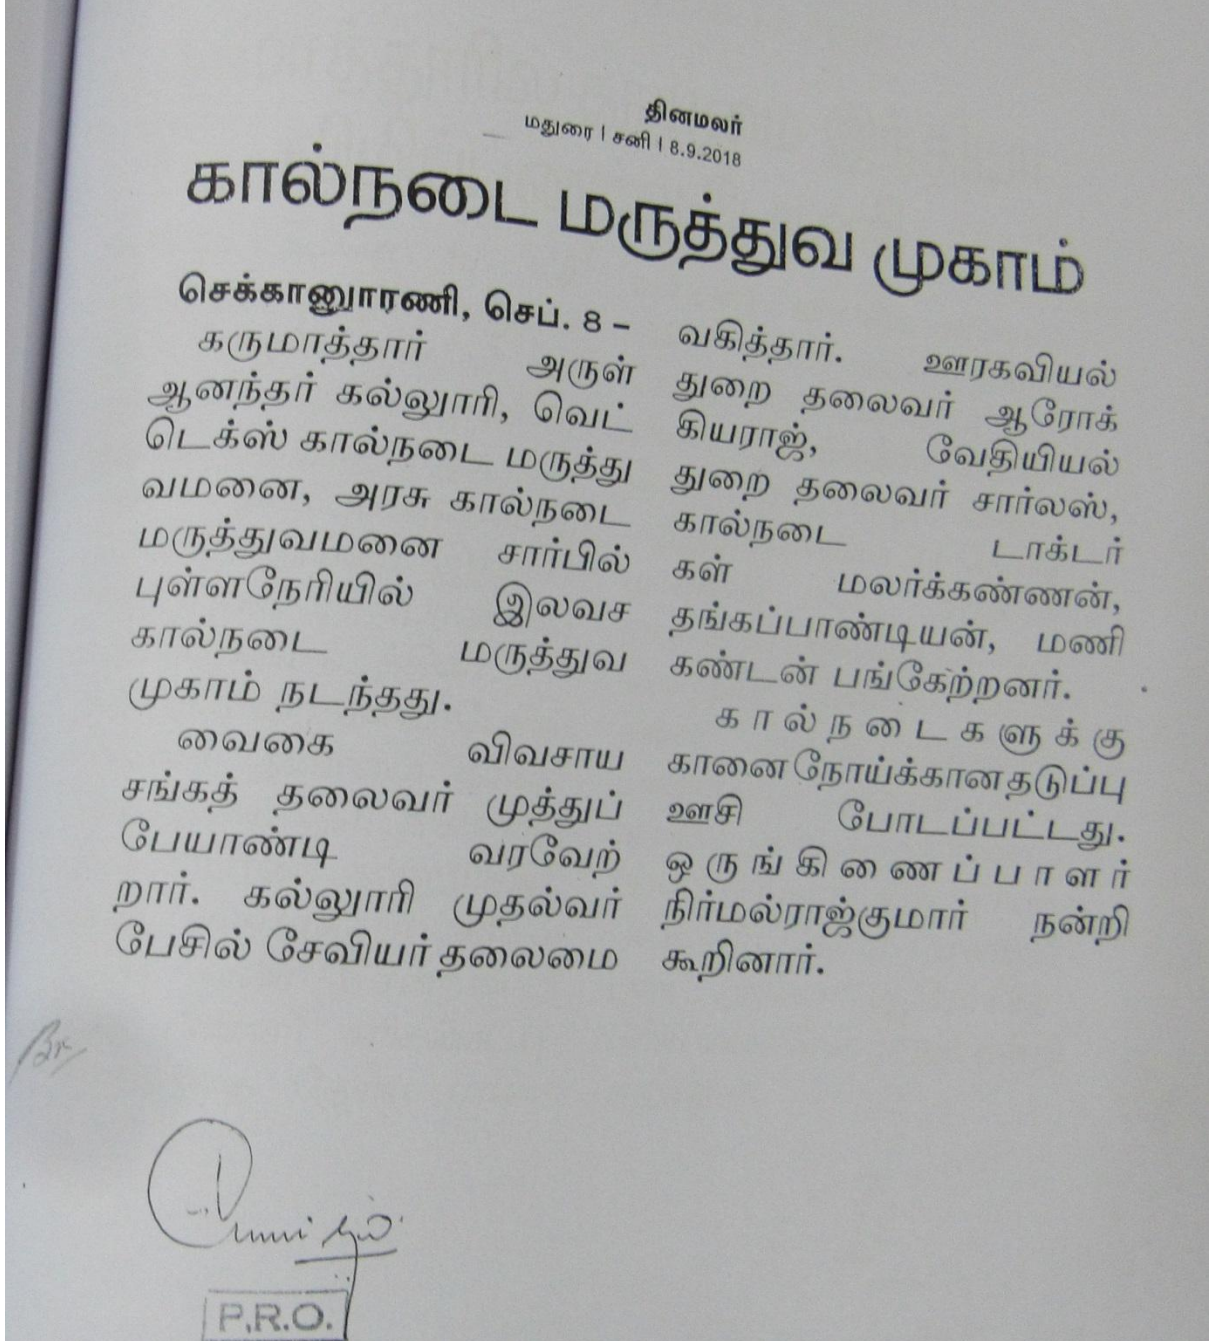 தினமலர்
மதுரை | சனி | 8.9.2018
கால்நடை மருத்துவ முகாம்
செக்கானூரணி, செப். 8 –
கருமாத்தார் அருள்
ஆனந்தர் கல்லூரி, வெட்
டெக்ஸ் கால்நடை மருத்து
வமனை, அரசு கால்நடை
மருத்துவமனை சார்பில்
புள்ளநேரியில் இலவச
கால்நடை மருத்துவ
முகாம் நடந்தது.
வைகை விவசாய
சங்கத் தலைவர் முத்துப்
பேயாண்டி வரவேற்
றார். கல்லூரி முதல்வர்
பேசில் சேவியர் தலைமை
வகித்தார். ஊரகவியல்
துறை தலைவர் ஆரோக்
கியராஜ், வேதியியல்
துறை தலைவர் சார்லஸ்,
கால்நடை டாக்டர்
கள் மலர்க்கண்ணன்,
தங்கப்பாண்டியன், மணி
கண்டன் பங்கேற்றனர்.
கால்நடைகளுக்கு
கானை நோய்க்கான தடுப்பு
ஊசி போடப்பட்டது.
ஒருங்கிணைப்பாளர்
நிர்மல்ராஜ்குமார் நன்றி
கூறினார்.
P.R.O.